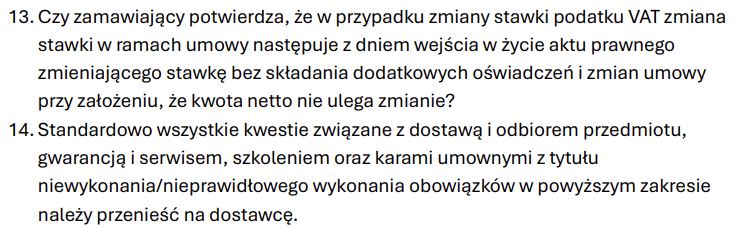 13. Czy zamawiający potwierdza, że w przypadku zmiany stawki podatku VAT zmiana
stawki w ramach umowy następuje z dniem wejścia w życie aktu prawnego
zmieniającego stawkę bez składania dodatkowych oświadczeń i zmian umowy
przy założeniu, że kwota netto nie ulega zmianie?
14. Standardowo wszystkie kwestie związane z dostawą i odbiorem przedmiotu,
gwarancją i serwisem, szkoleniem oraz karami umownymi z tytułu
niewykonania/nieprawidłowego wykonania obowiązków w powyższym zakresie
należy przenieść na dostawcę.